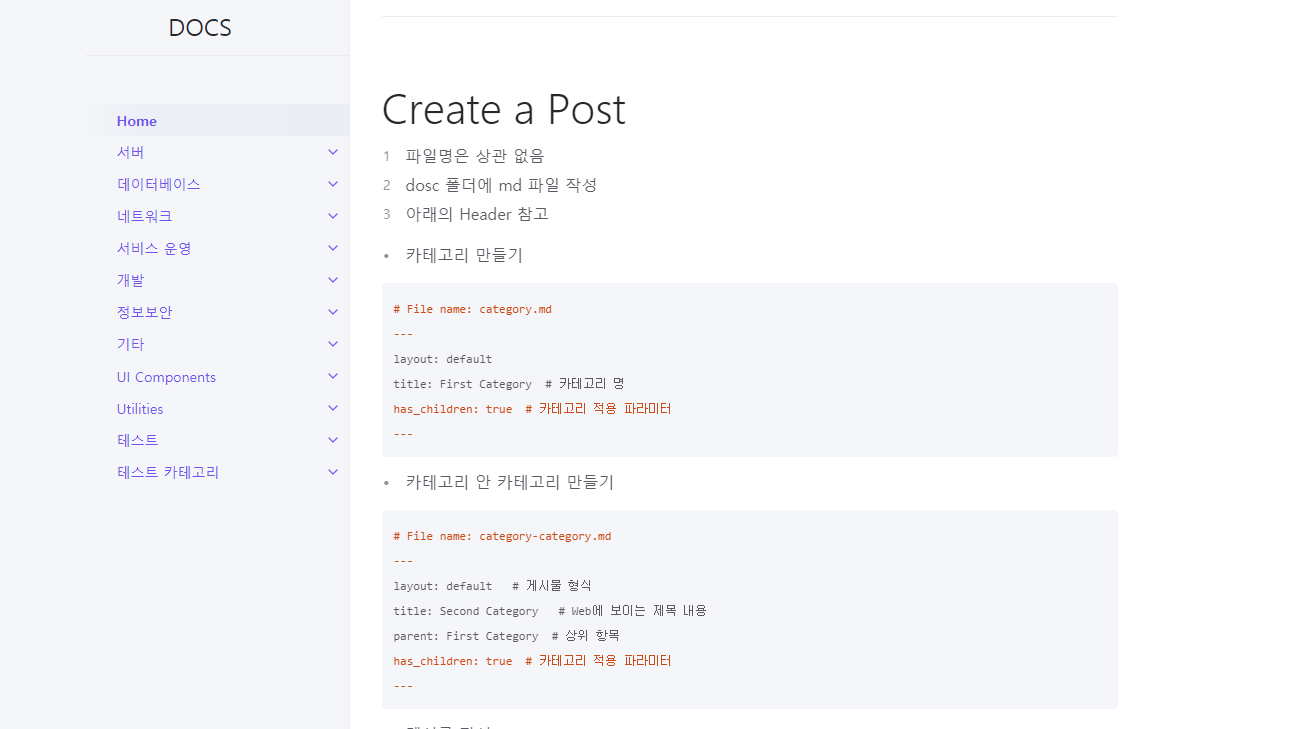 DOCS
Home
서버
데이터베이스
네트워크
서비스 운영
개발
정보보안
기타
UI Components
Utilities
테스트
테스트 카테고리
Create a Post
1 파일명은 상관 없음
2 dosc 폴더에 md 파일 작성
3 아래의 Header 참고
• 카테고리 만들기
# File name: category.md
---
layout: default
title: First Category  # 카테고리 명
has_children: true  # 카테고리 적용 파라미터
---
• 카테고리 안 카테고리 만들기
# File name: category-category.md
---
layout: default   # 게시물 형식
title: Second Category   # Web에 보이는 제목 내용
parent: First Category  # 상위 항목
has_children: true  # 카테고리 적용 파라미터
---